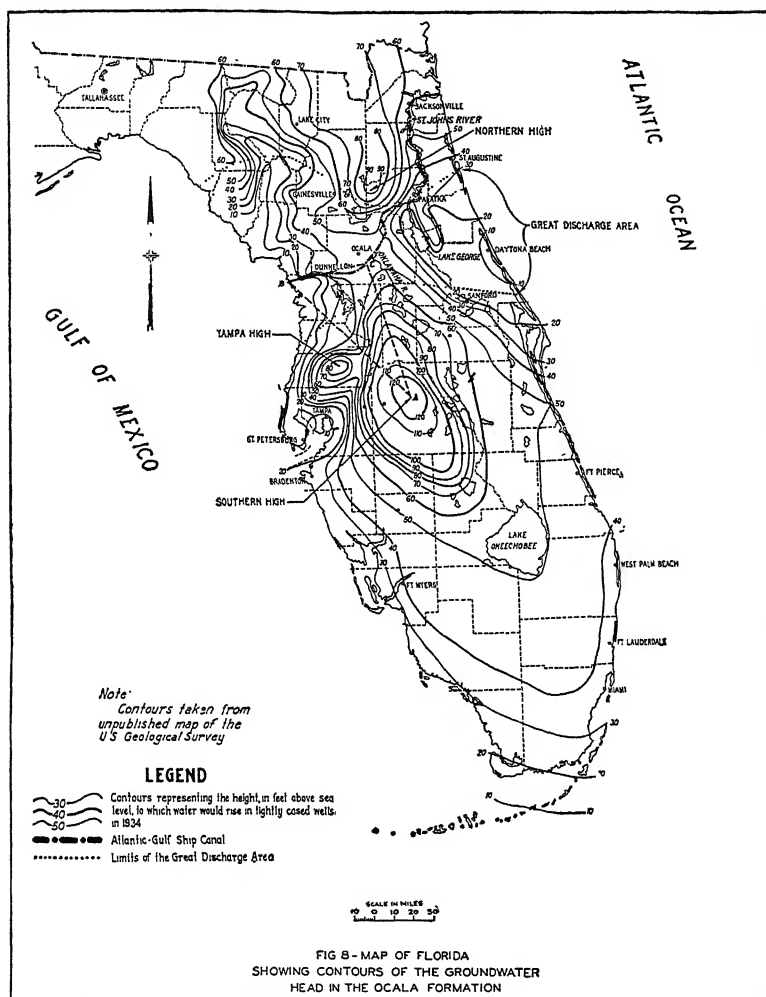 ATLANTIC
OCEAN
TALLAHASSEE
LAKE CITY
JACKSONVILLE
ST JOHNS RIVER
NORTHERN HIGH
ST AUGUSTINE
GAINESVILLE
PALATKA
GREAT DISCHARGE AREA
DAYTONA BEACH
LAKE GEORGE
OCALA
DUNNELLON
OKLAWAHA R
SANFORD
GULF OF MEXICO
TAMPA HIGH
TAMPA
ST PETERSBURG
BRADENTON
SOUTHERN HIGH
FT PIERCE
LAKE
OKEECHOBEE
WEST PALM BEACH
FT MYERS
FT LAUDERDALE
MIAMI
Note·
Contours taken from
unpublished map of the
US Geological Survey
LEGEND
30
40
50
Contours representing the height, in feet above sea
level, to which water would rise in tightly cased wells,
in 1934
Atlantic-Gulf Ship Canal
Limits of the Great Discharge Area
SCALE IN MILES
10 0 10 20 50
FIG 8-MAP OF FLORIDA
SHOWING CONTOURS OF THE GROUNDWATER
HEAD IN THE OCALA FORMATION